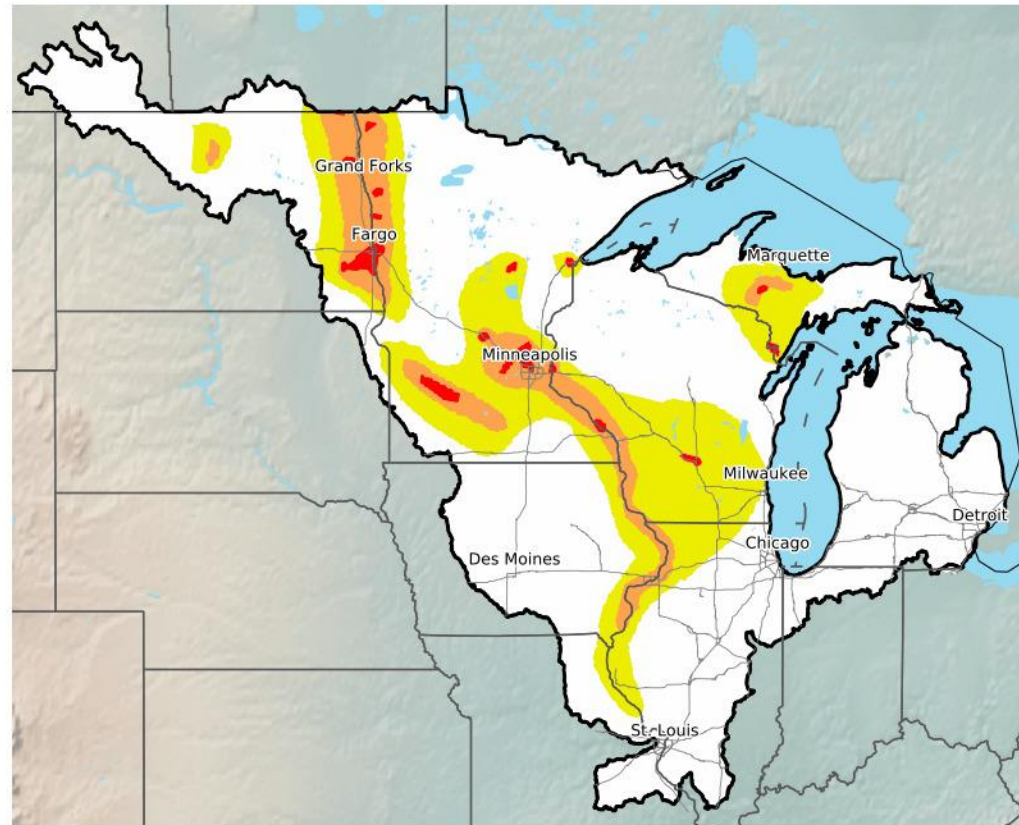 Grand Forks
Fargo
Marquette
Minneapolis
Milwaukee
Detroit
Chicago
Des Moines
St. Louis